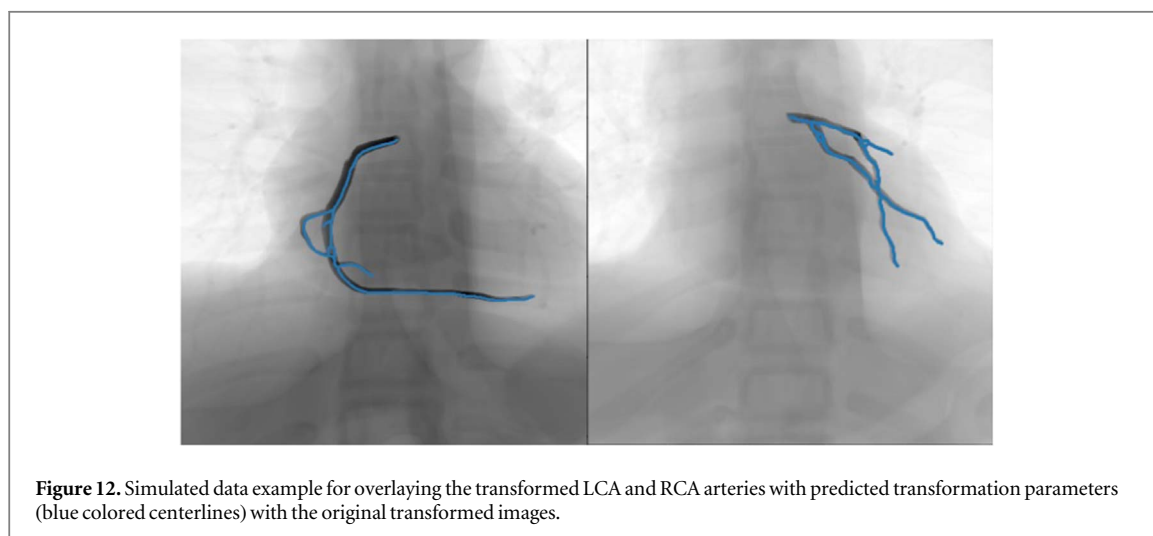 Figure 12. Simulated data example for overlaying the transformed LCA and RCA arteries with predicted transformation parameters
(blue colored centerlines) with the original transformed images.